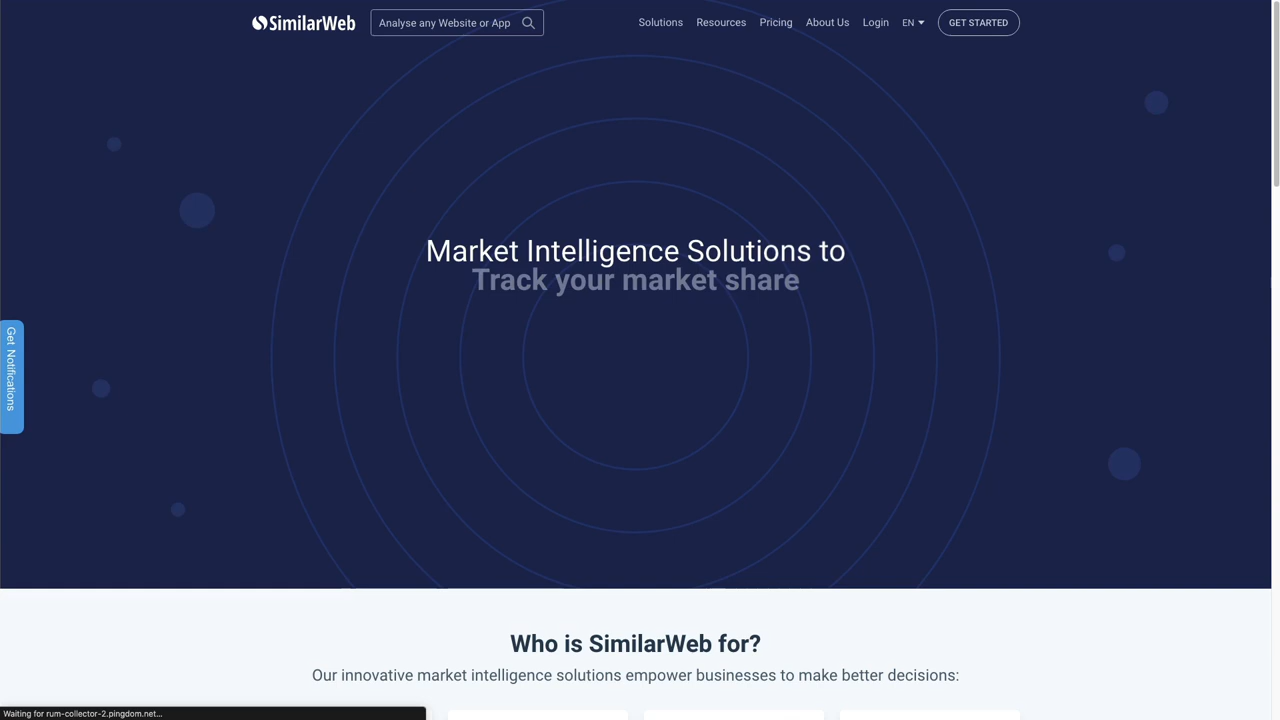 SimilarWeb
Analyse any Website or App
Solutions
Resources
Pricing
About Us
Login
EN
GET STARTED
Market Intelligence Solutions to
Track your market share
Get Notifications
Who is SimilarWeb for?
Our innovative market intelligence solutions empower businesses to make better decisions:
Waiting for rum-collector-2.pingdom.net...